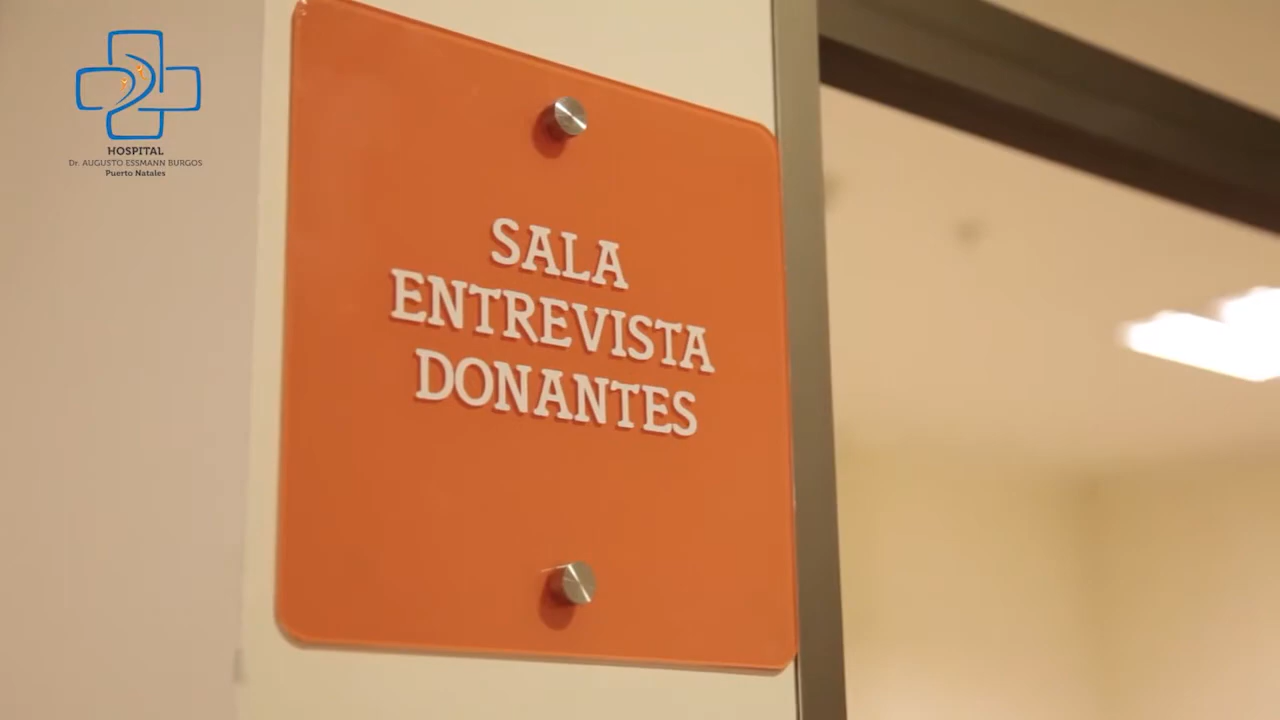 HOSPITAL
Dr. AUGUSTO ESSMANN BURGOS
Puerto Natales
SALA
ENTREVISTA
DONANTES